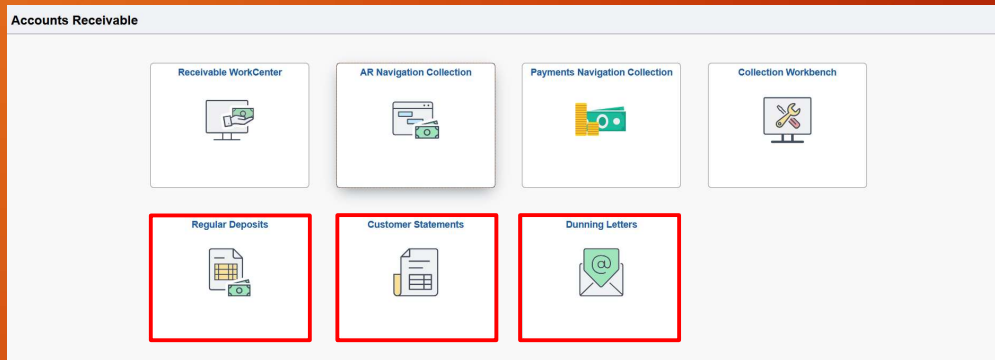 Accounts Receivable
Receivable WorkCenter
AR Navigation Collection
Payments Navigation Collection
Collection Workbench
Regular Deposits
Customer Statements
Dunning Letters
@